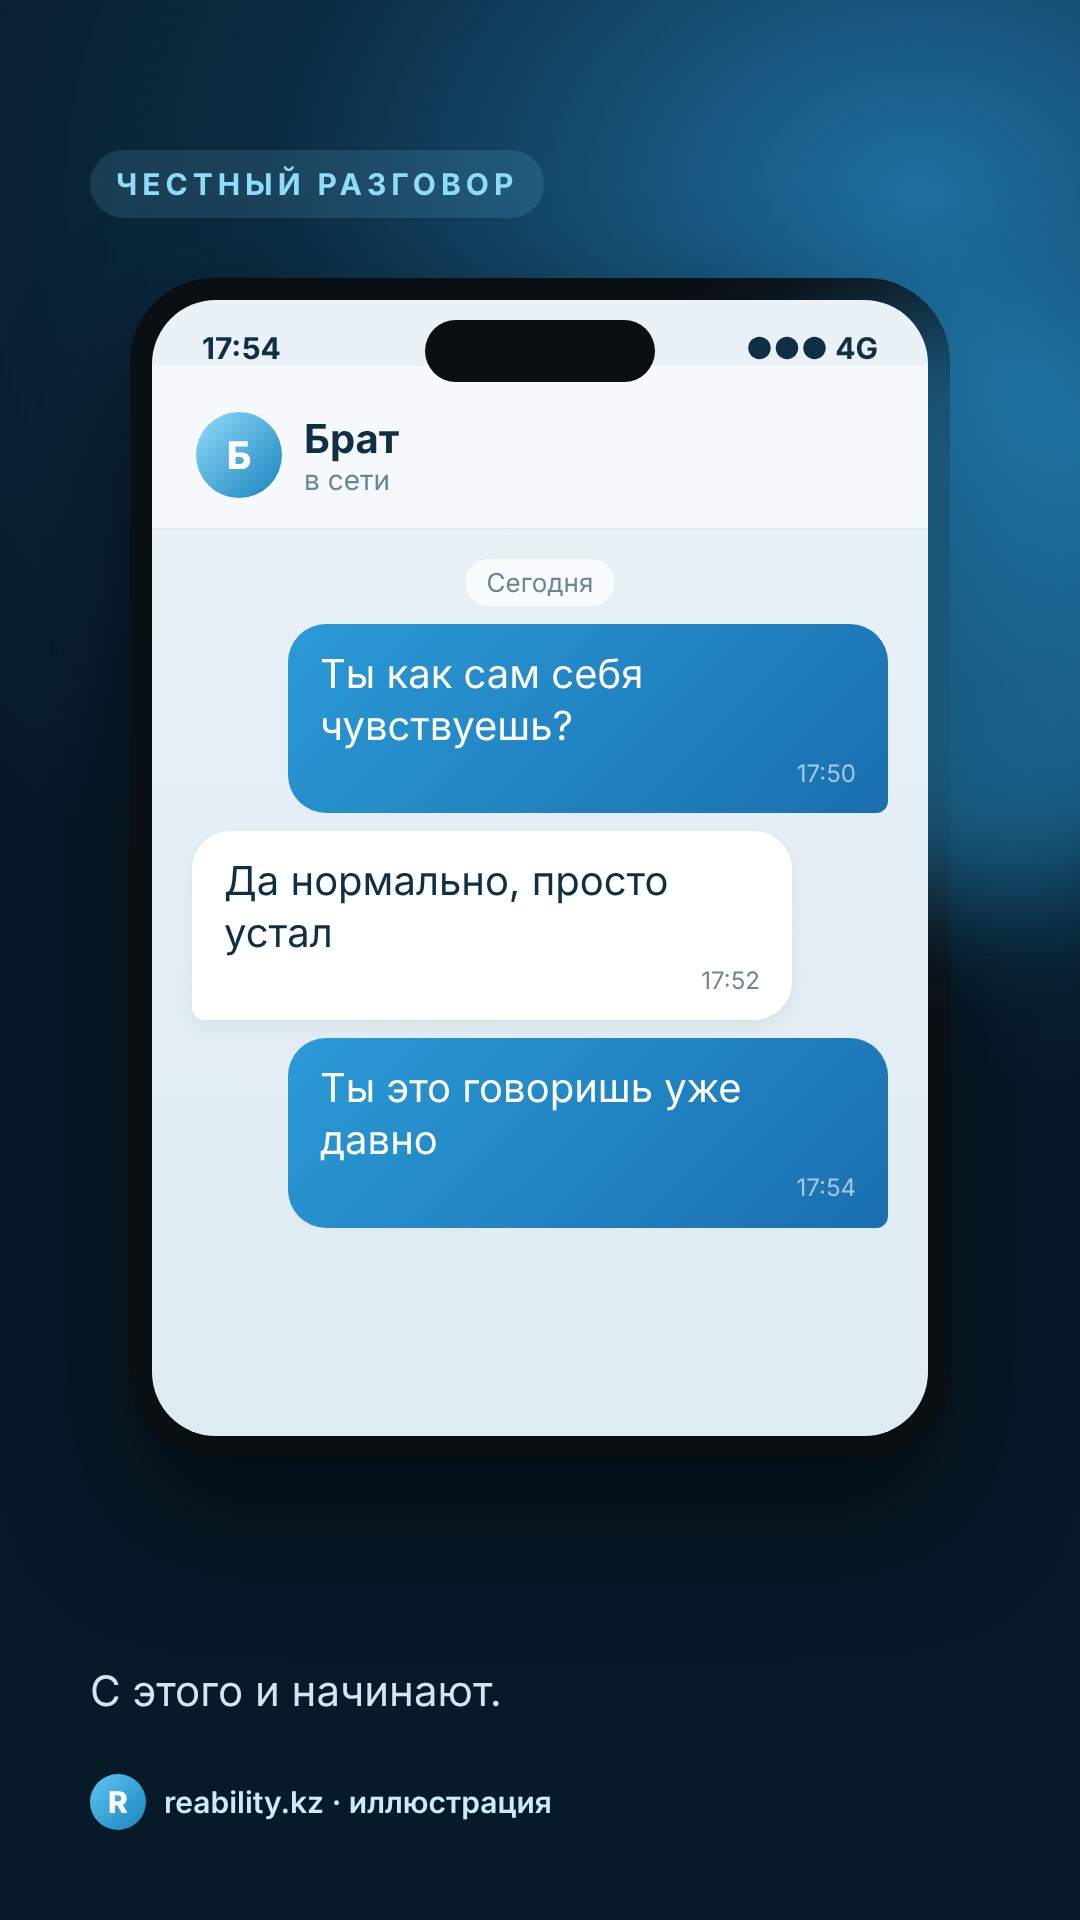 ЧЕСТНЫЙ РАЗГОВОР
17:54
4G
Б
Брат
в сети
Сегодня
Ты как сам себя
чувствуешь?
17:50
Да нормально, просто
устал
17:52
Ты это говоришь уже
давно
17:54
С этого и начинают.
R
reability.kz · иллюстрация